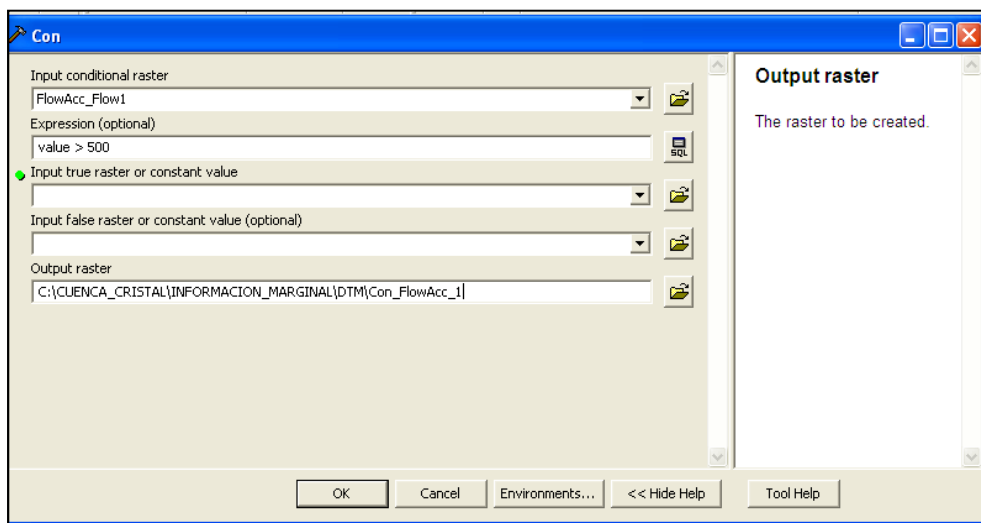 Con
Input conditional raster
FlowAcc_Flow1
Expression (optional)
value > 500
SQL
Input true raster or constant value
Input false raster or constant value (optional)
Output raster
C:\CUENCA_CRISTAL\INFORMACION_MARGINAL\DTM\Con_FlowAcc_1
Output raster
The raster to be created.
OK
Cancel
Environments...
<< Hide Help
Tool Help